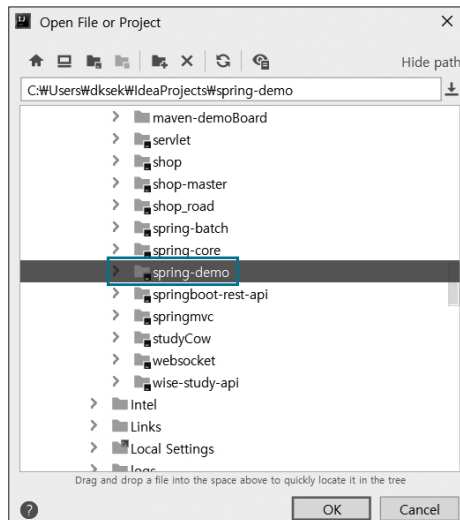 Open File or Project
Hide path
C:₩Users₩dksek₩IdeaProjects₩spring-demo
maven-demoBoard
servlet
shop
shop-master
shop_road
spring-batch
spring-core
spring-demo
springboot-rest-api
springmvc
studyCow
websocket
wise-study-api
Intel
Links
Local Settings
logs
Drag and drop a file into the space above to quickly locate it in the tree
?
OK
Cancel